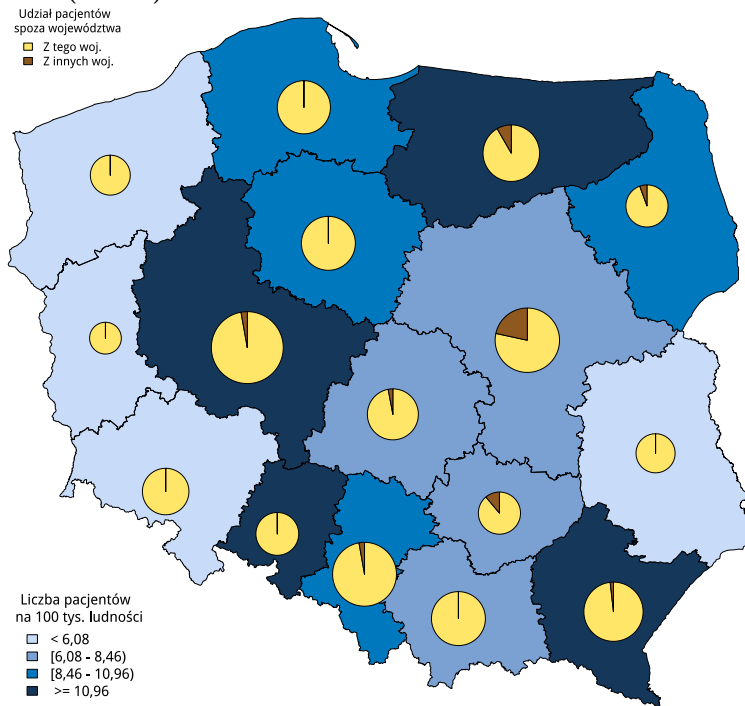 Udział pacjentów
spoza województwa
Z tego woj.
Z innych woj.
Liczba pacjentów
na 100 tys. ludności
< 6,08
[6,08 - 8,46)
[8,46 - 10,96)
>= 10,96